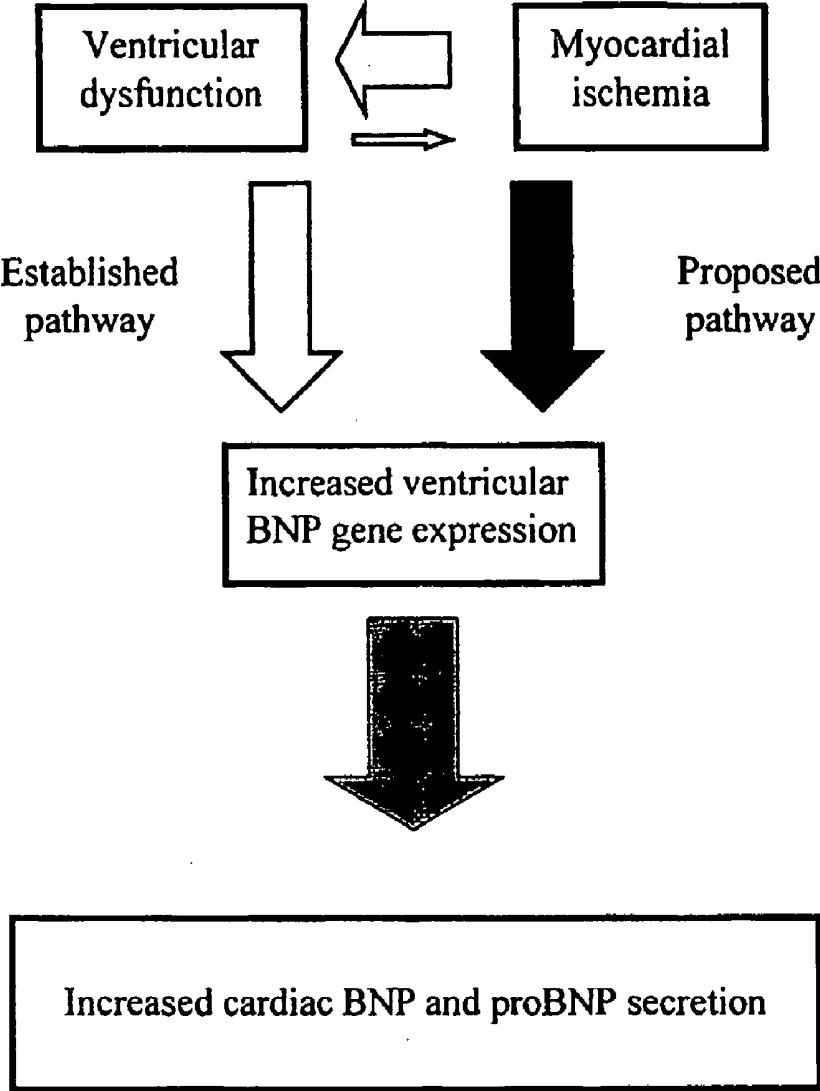 Ventricular
dysfunction
Myocardial
ischemia
Established
pathway
Proposed
pathway
Increased ventricular
BNP gene expression
Increased cardiac BNP and proBNP secretion